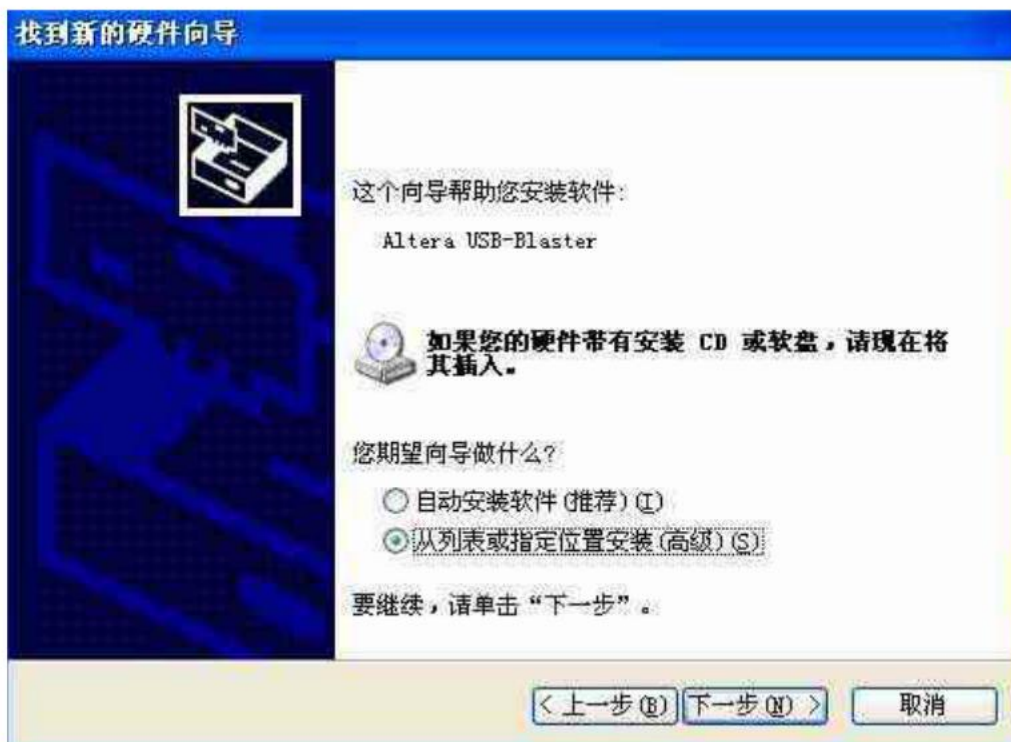 找到新的硬件向导
这个向导帮助您安装软件:
Altera USB-Blaster
如果您的硬件带有安装 CD 或软盘，请现在将
其插入。
您期望向导做什么?
自动安装软件(推荐)(I)
从列表或指定位置安装(高级)(S)
要继续，请单击“下一步”。
< 上一步(B) 下一步(N) > 取消